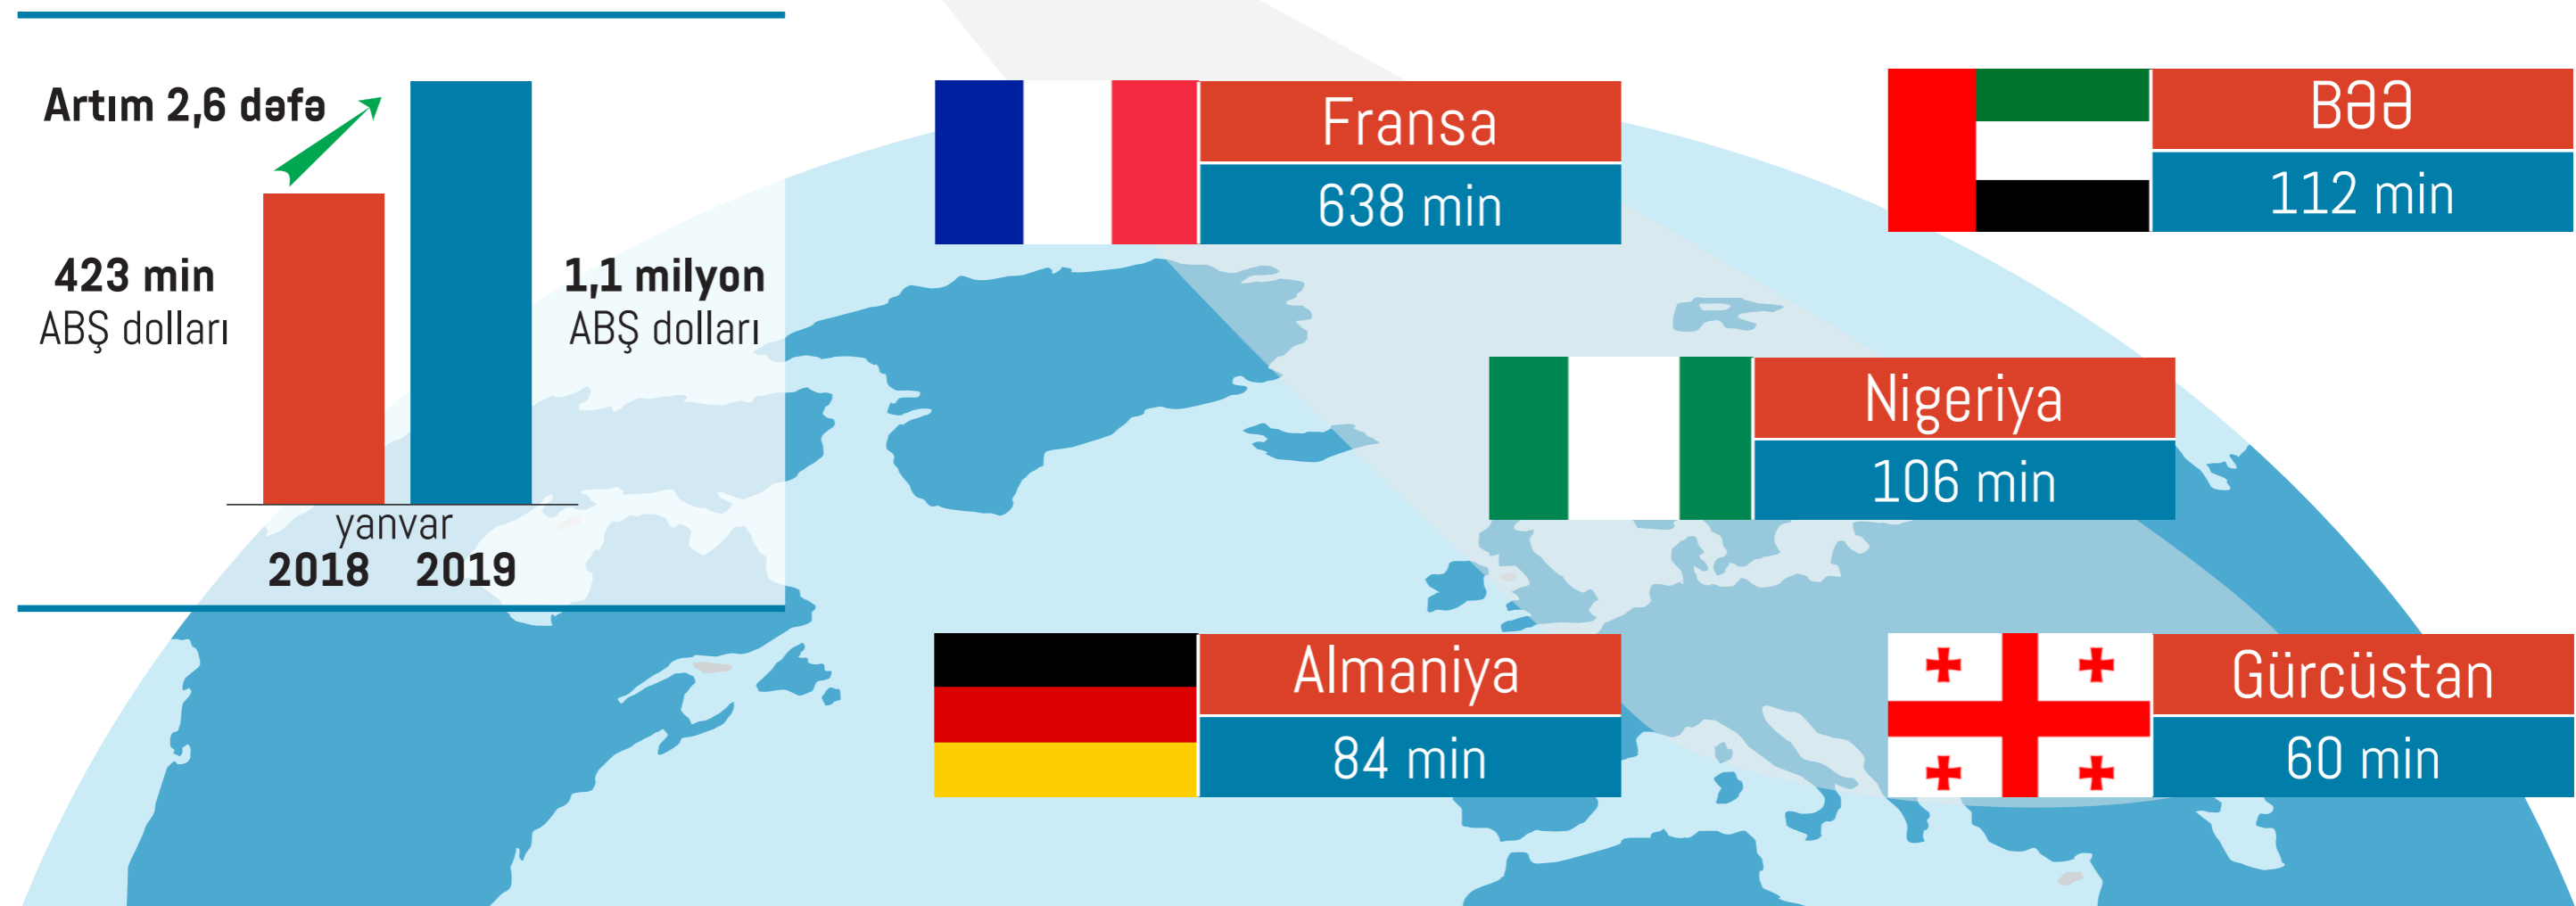 Artım 2,6 dəfə
423 min
ABŞ dolları
1,1 milyon
ABŞ dolları
yanvar
2018 2019
Fransa
638 min
BƏƏ
112 min
Nigeriya
106 min
Almaniya
84 min
Gürcüstan
60 min